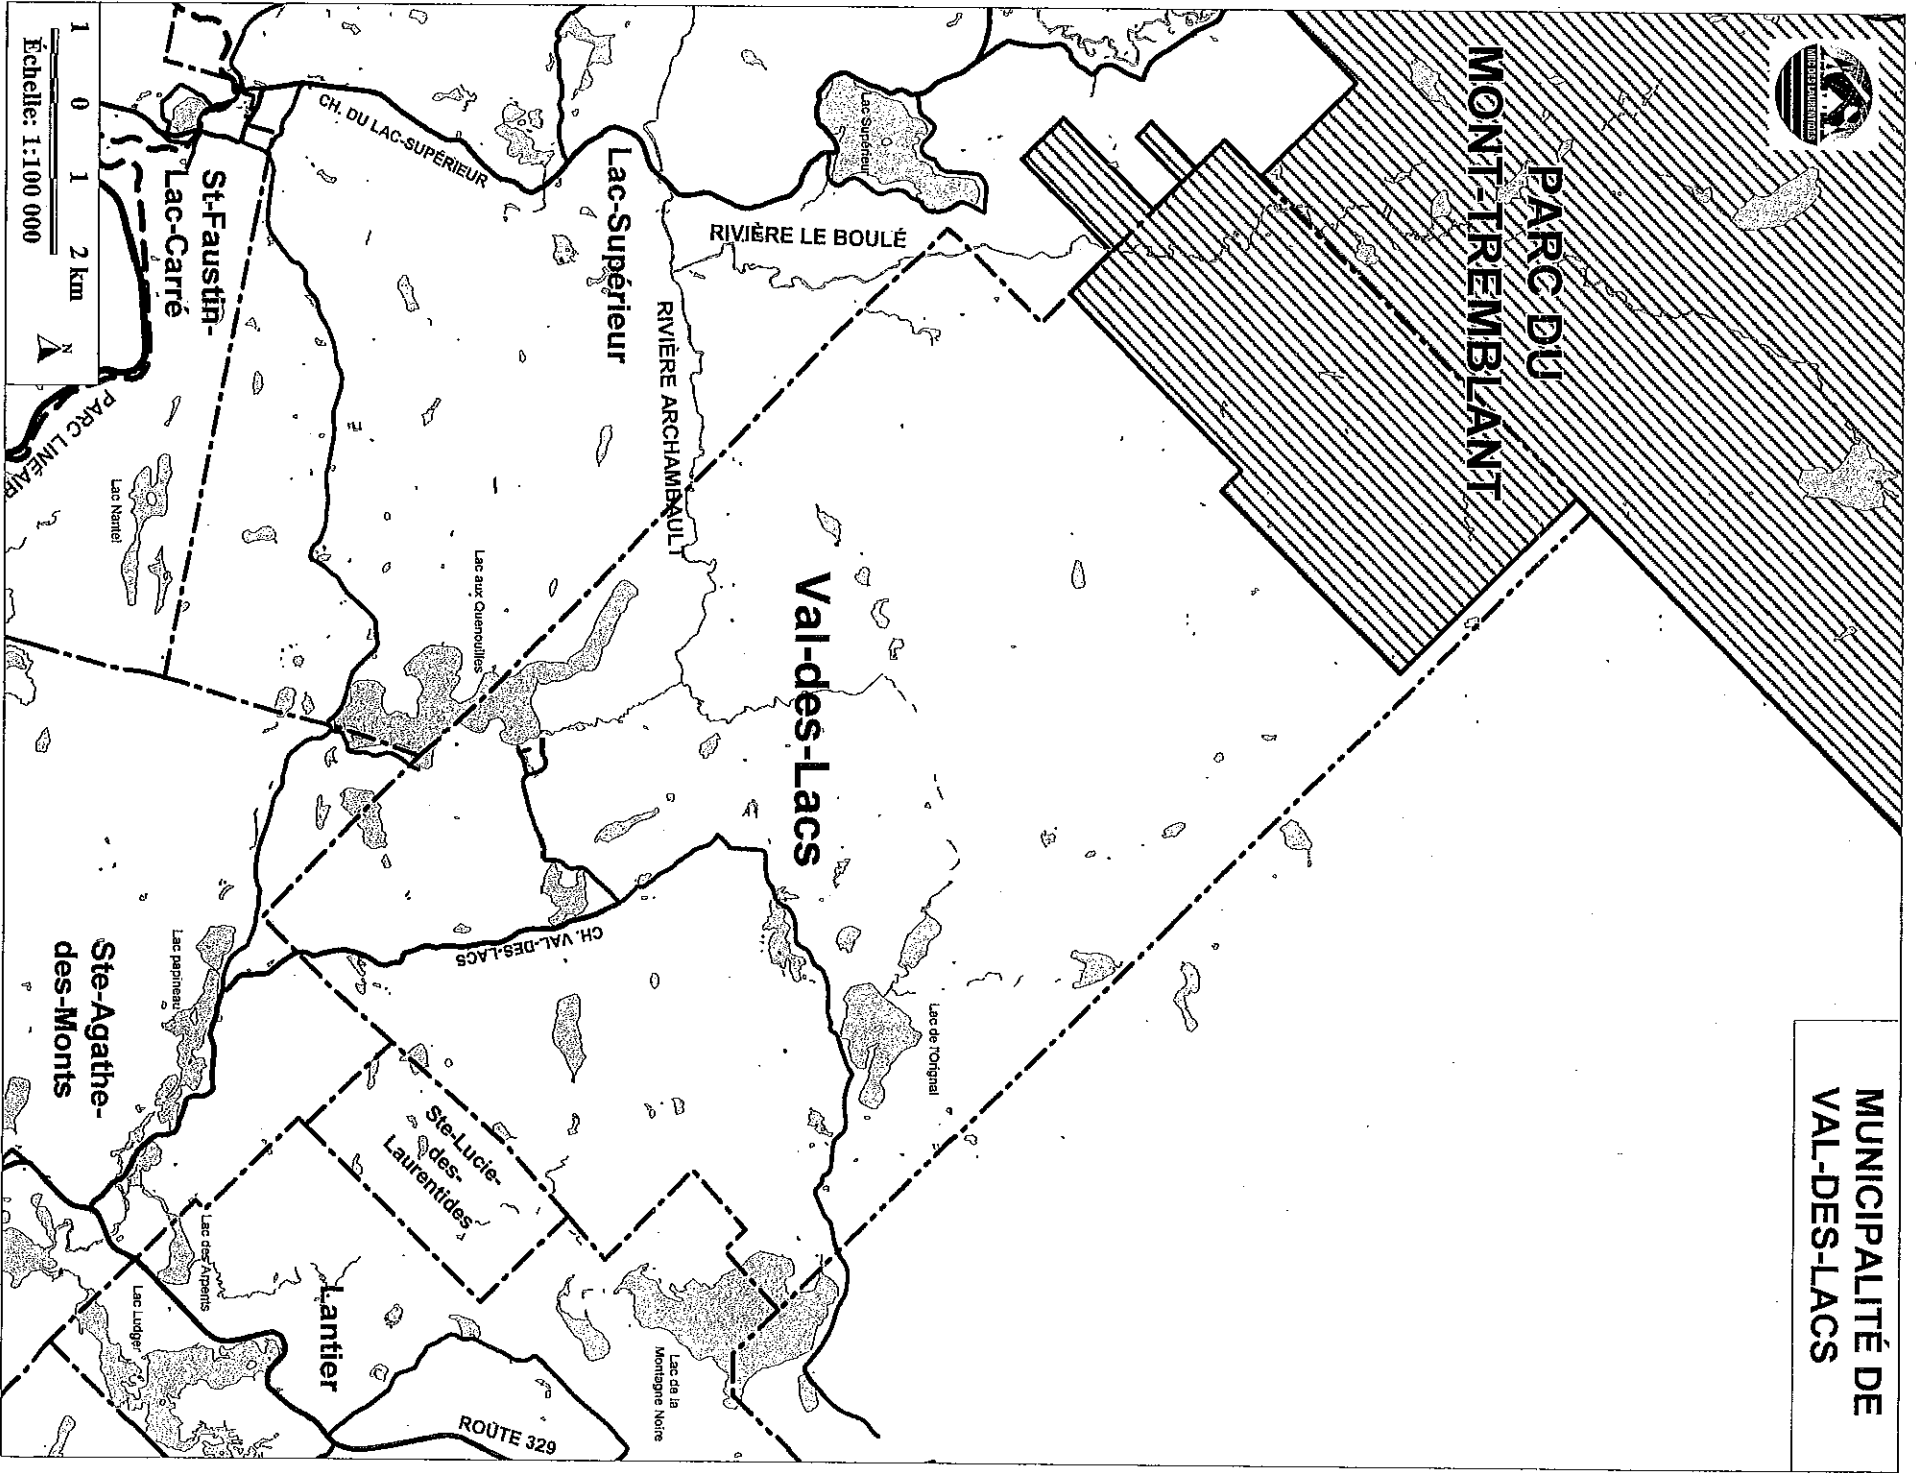 MUNICIPALITÉ DE
VAL-DES-LACS
PARC DU
MONT-TREMBLANT
Lac Supérieur
RIVIÈRE LE BOULÉ
Lac-Supérieur
RIVIÈRE ARCHAMBAULT
CH. DU LAC-SUPÉRIEUR
St-Faustin-
Lac-Carré
PARC LINÉAIR
Lac Nantel
Lac aux Quenouilles
Val-des-Lacs
CH. VAL-DES-LACS
Lac de l'Orignal
Lac papineau
Ste-Agathe-
des-Monts
Ste-Lucie-
des-
Laurentides
Lac des Arpents
Lac Ludger
Lantier
Lac de la
Montagne Noire
ROUTE 329
1 0 1 2 km
Échelle: 1:100 000
N